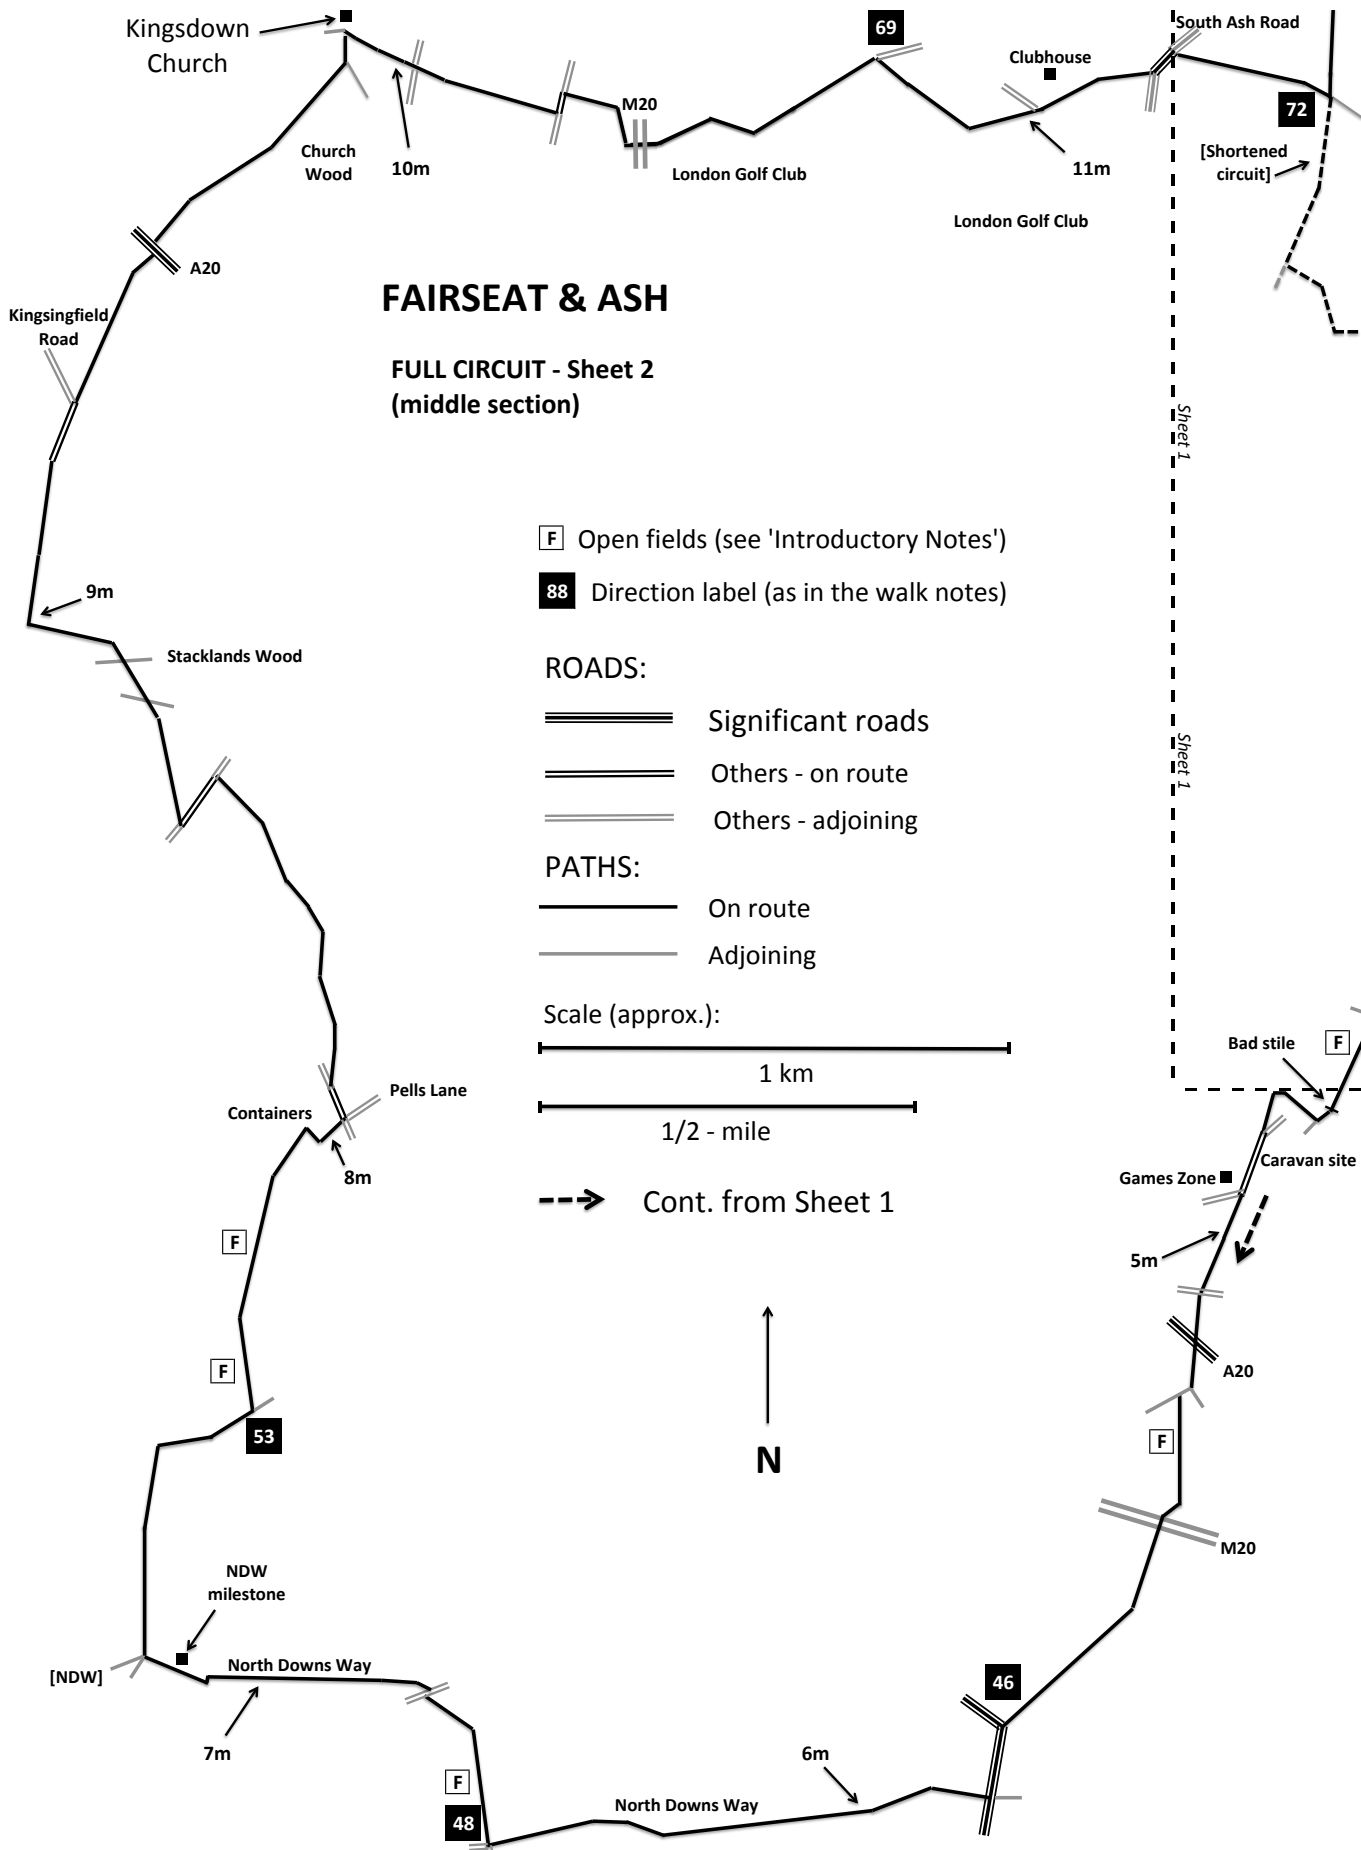 Kingsdown
Church
69
South Ash Road
Clubhouse
M20
72
Church
Wood
10m
London Golf Club
11m
[Shortened
circuit]
London Golf Club
A20
FAIRSEAT & ASH
Kingsingfield
Road
FULL CIRCUIT - Sheet 2
(middle section)
Sheet 1
F Open fields (see 'Introductory Notes')
88 Direction label (as in the walk notes)
9m
Stacklands Wood
ROADS:
Significant roads
Sheet 1
Others - on route
Others - adjoining
PATHS:
On route
Adjoining
Scale (approx.):
1 km
Bad stile
F
Pells Lane
Containers
1/2 - mile
8m
Caravan site
Games Zone
Cont. from Sheet 1
F
5m
F
A20
53
F
N
M20
NDW
milestone
[NDW]
North Downs Way
46
7m
6m
F
North Downs Way
48